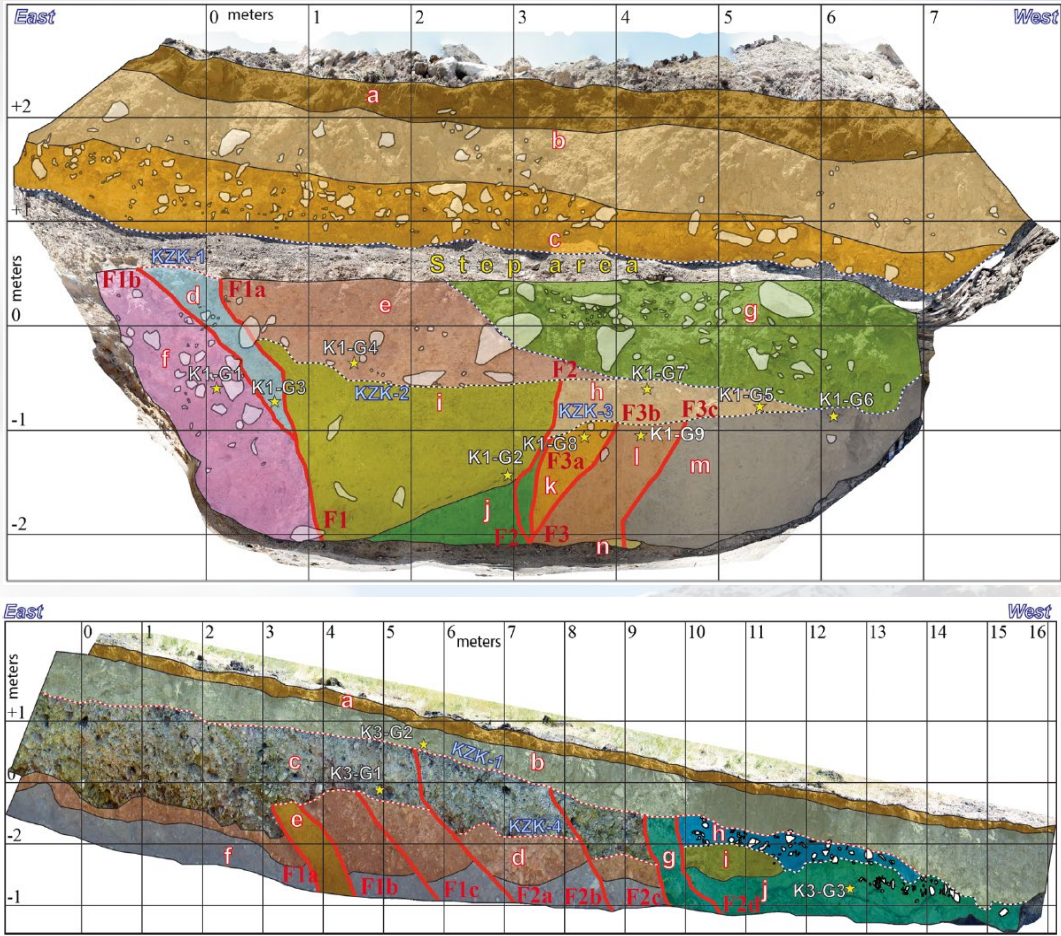 East
0 meters 1 2 3 4 5 6 7
West
+2
+1
meters
0
-1
-2
a
b
c
Step area
KZK-1
F1b
d
F1a
e
g
f
K1-G1
K1-G3
K1-G4
KZK-2
i
F2
h
K1-G7
K1-G5
K1-G6
KZK-3
F3b
F3c
K1-G8
K1-G9
K1-G2
F3a
k
l
m
j
F1
F2
F3
n
East
0 1 2 3 4 5 6 meters 7 8 9 10 11 12 13 14 15 16
West
meters
+1
0
-2
-1
a
K3-G2
KZK-1
b
c
K3-G1
KZK-4
h
e
d
g
i
f
j
K3-G3
F1a
F1b
F1c
F2a
F2b
F2c
F2d